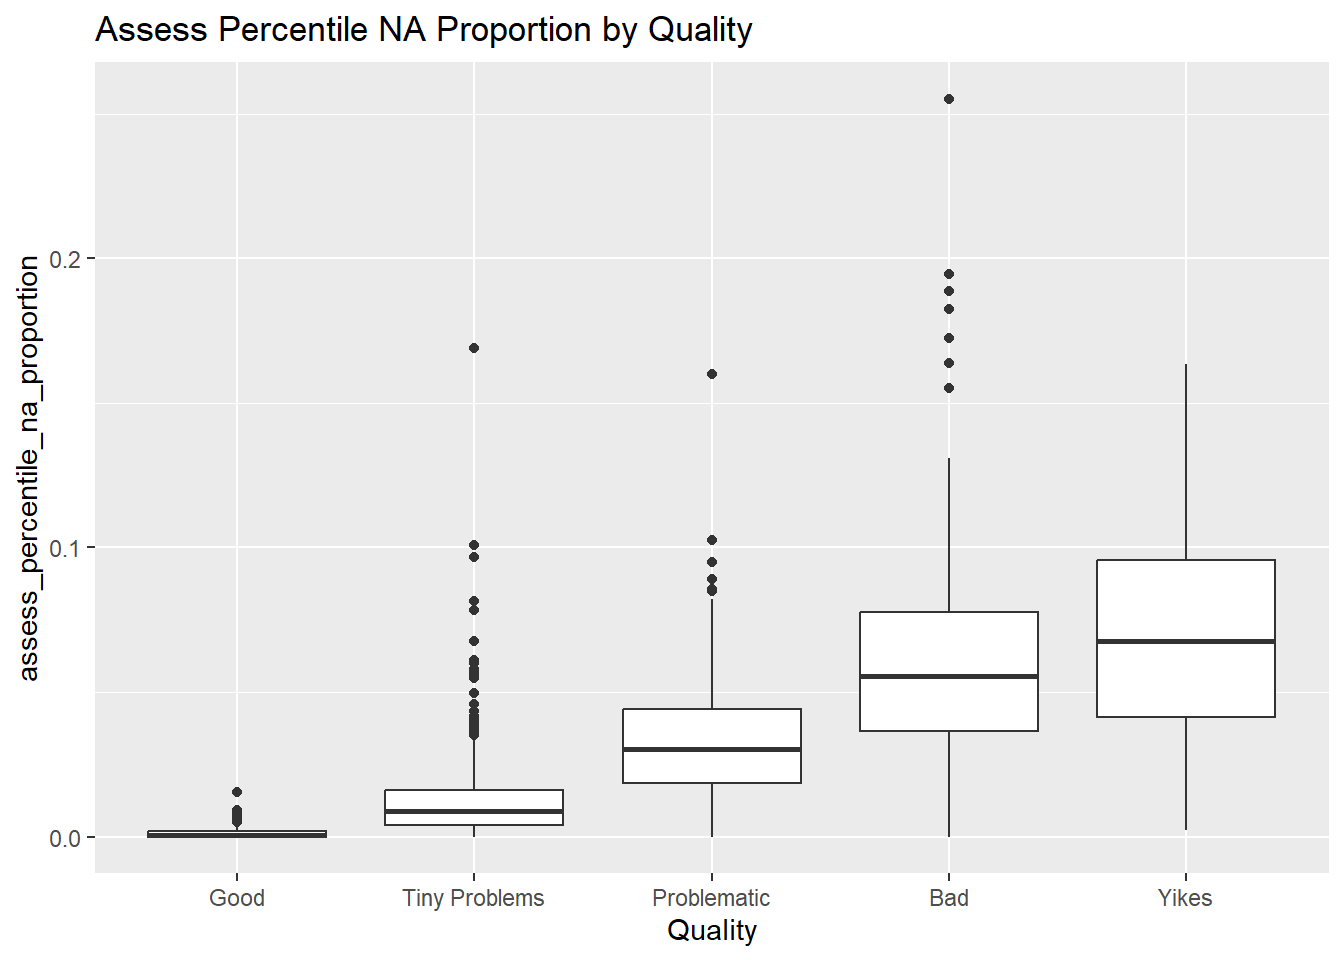 Assess Percentile NA Proportion by Quality
assess_percentile_na_proportion
0.2
0.1
0.0
Good Tiny Problems Problematic Bad Yikes
Quality